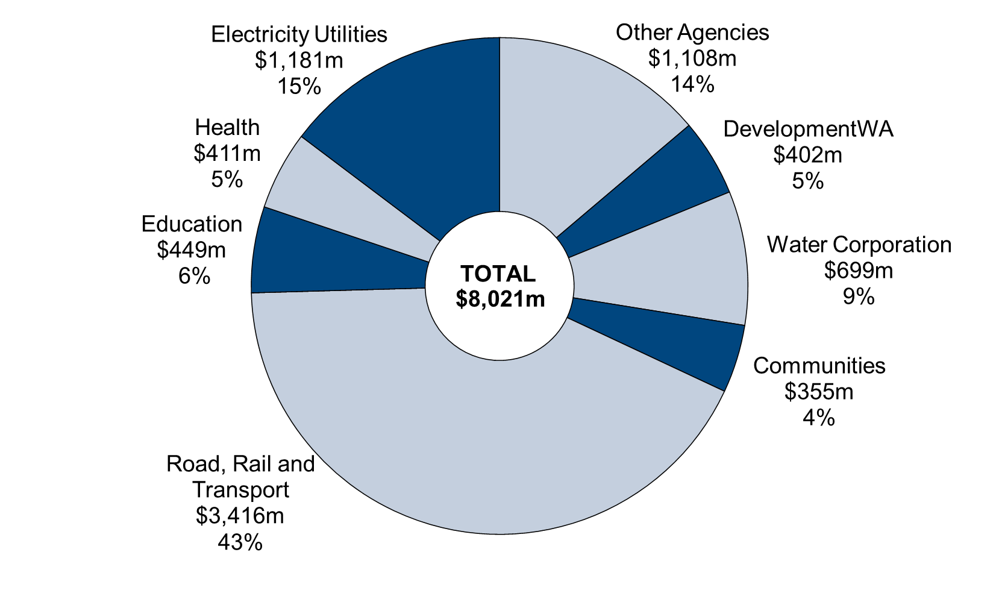 Electricity Utilities
$1,181m
15%
Other Agencies
$1,108m
14%
Health
$411m
5%
DevelopmentWA
$402m
5%
Education
$449m
6%
Water Corporation
$699m
9%
TOTAL
$8,021m
Communities
$355m
4%
Road, Rail and
Transport
$3,416m
43%